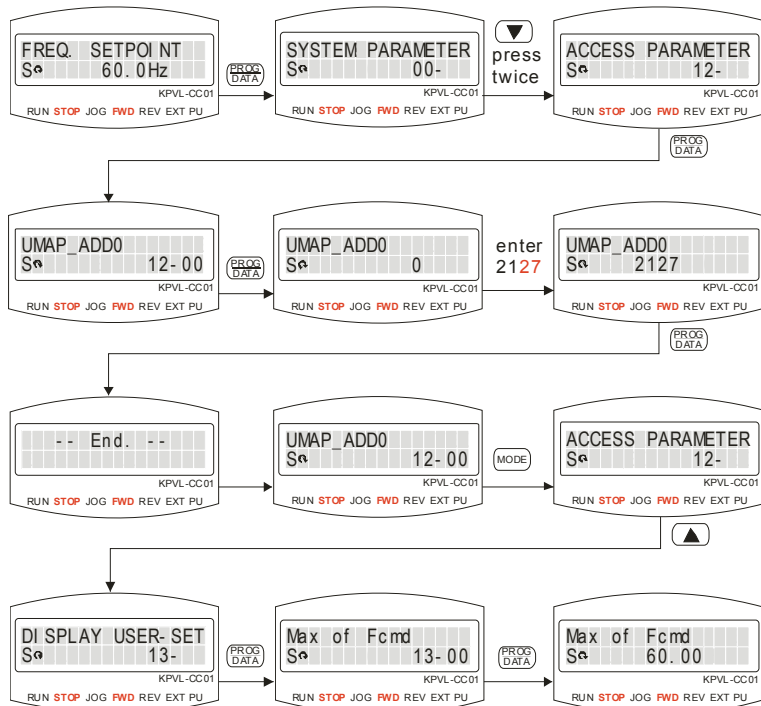 FREQ. SETPOINT
S 60.0Hz
KPVL-CC01
RUN STOP JOG FWD REV EXT PU
PROG
DATA
SYSTEM PARAMETER
S 00-
KPVL-CC01
RUN STOP JOG FWD REV EXT PU
press
twice
ACCESS PARAMETER
S 12-
KPVL-CC01
RUN STOP JOG FWD REV EXT PU
PROG
DATA
UMAP_ADD0
S 12-00
KPVL-CC01
RUN STOP JOG FWD REV EXT PU
PROG
DATA
UMAP_ADD0
S 0
KPVL-CC01
RUN STOP JOG FWD REV EXT PU
enter
2127
UMAP_ADD0
S 2127
KPVL-CC01
RUN STOP JOG FWD REV EXT PU
PROG
DATA
-- End. --
KPVL-CC01
RUN STOP JOG FWD REV EXT PU
UMAP_ADD0
S 12-00
KPVL-CC01
RUN STOP JOG FWD REV EXT PU
MODE
ACCESS PARAMETER
S 12-
KPVL-CC01
RUN STOP JOG FWD REV EXT PU
DISPLAY USER-SET
S 13-
KPVL-CC01
RUN STOP JOG FWD REV EXT PU
PROG
DATA
Max of Fcmd
S 13-00
KPVL-CC01
RUN STOP JOG FWD REV EXT PU
PROG
DATA
Max of Fcmd
S 60.00
KPVL-CC01
RUN STOP JOG FWD REV EXT PU